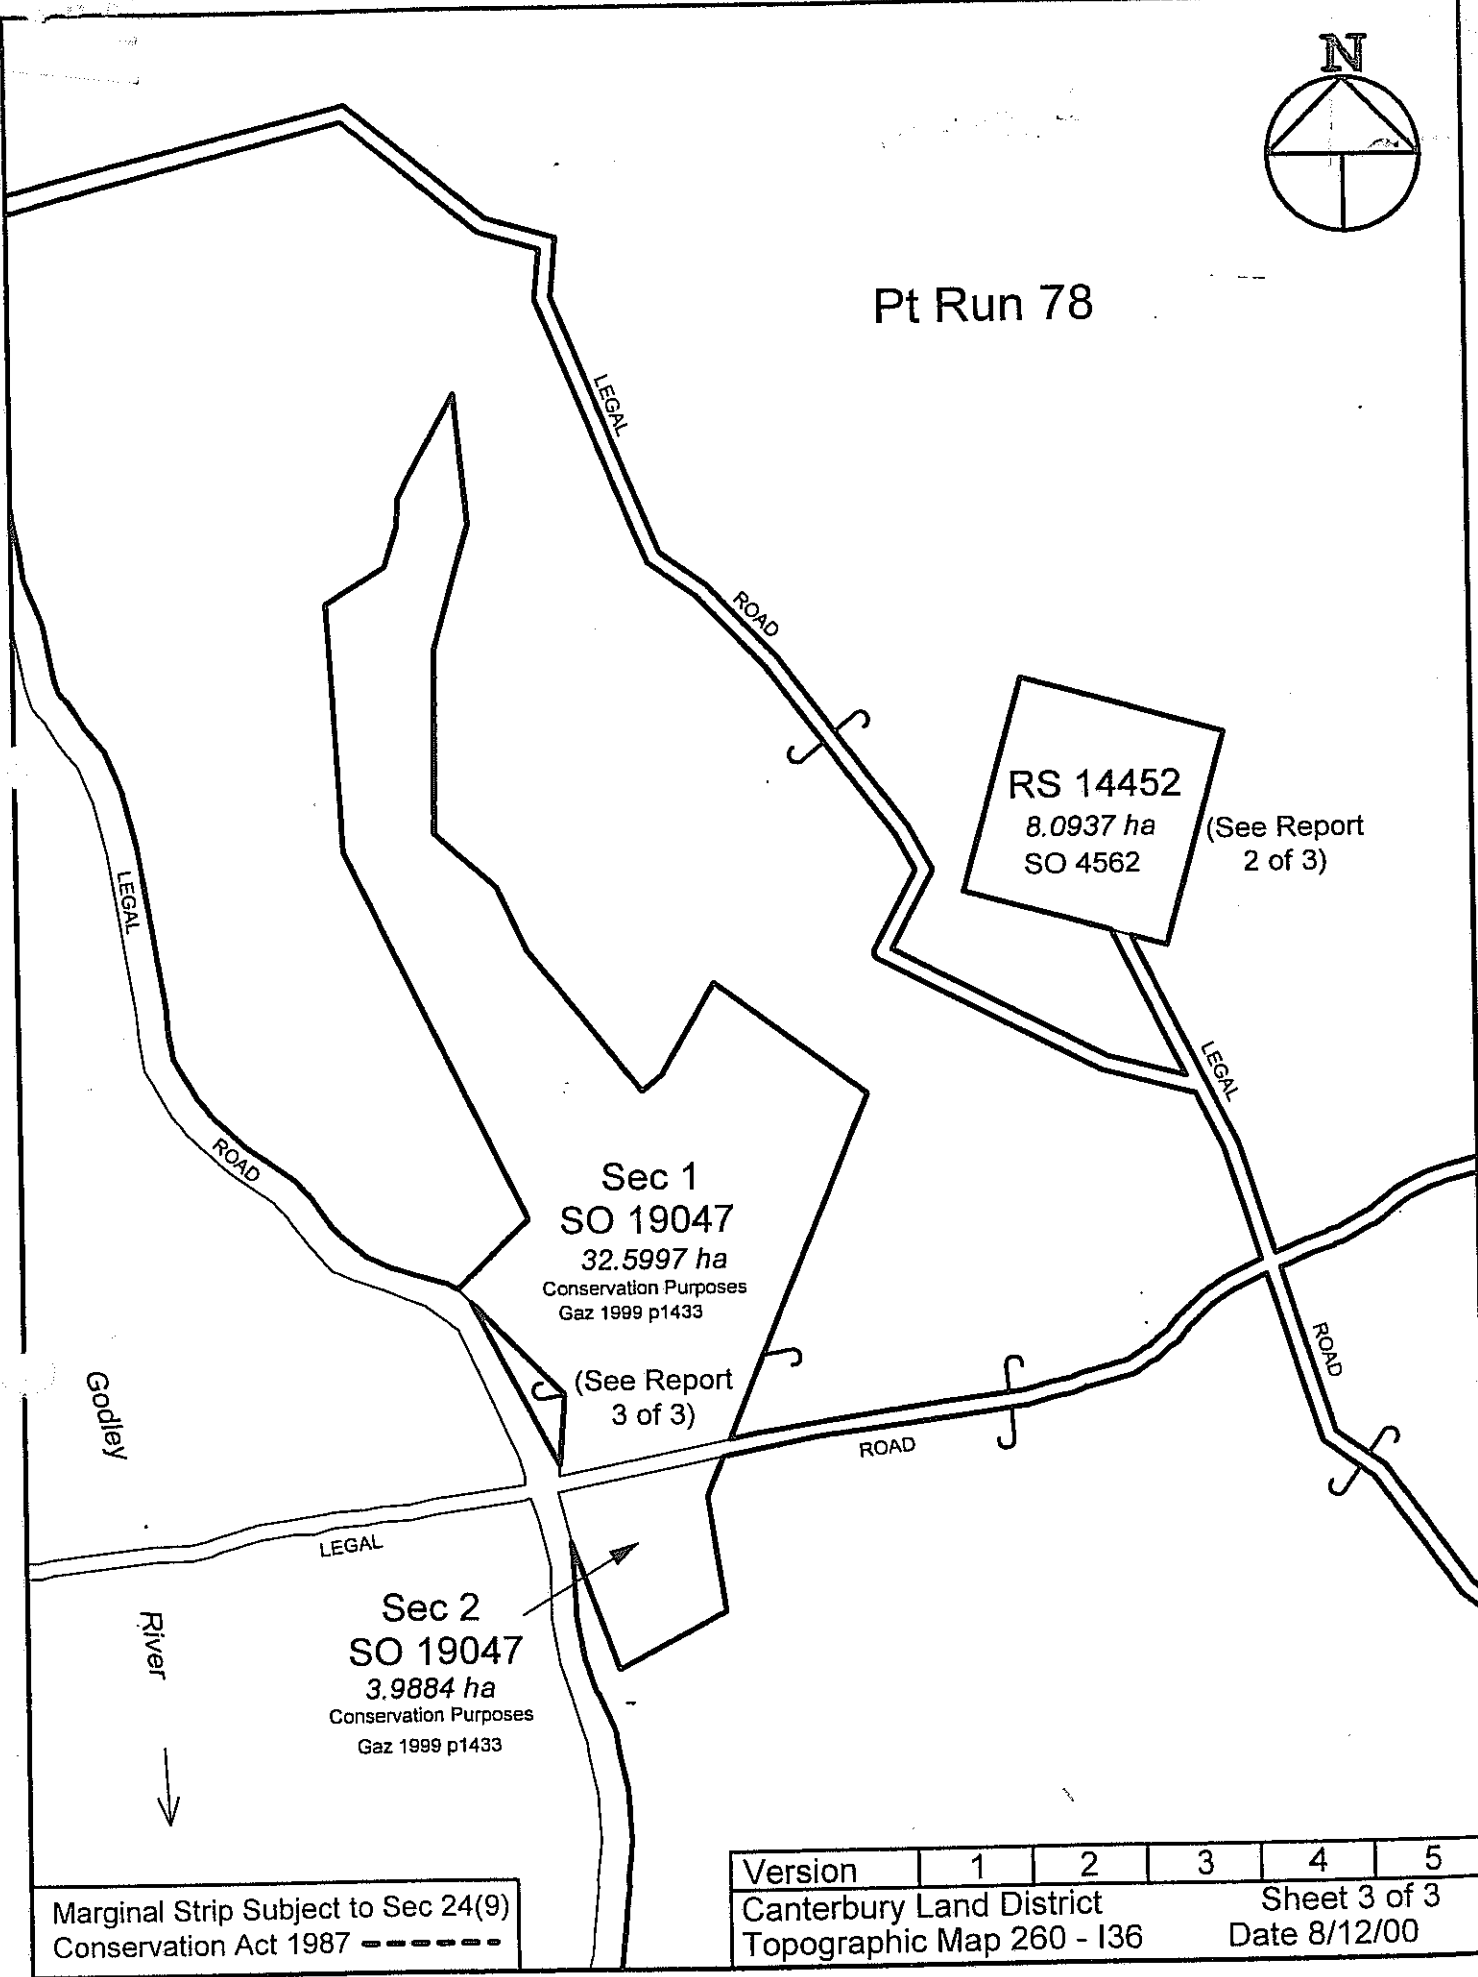 N
Pt Run 78
LEGAL
ROAD
RS 14452
8.0937 ha
SO 4562
(See Report
2 of 3)
LEGAL
ROAD
LEGAL
ROAD
Sec 1
SO 19047
32.5997 ha
Conservation Purposes
Gaz 1999 p1433
(See Report
3 of 3)
Godley
River
ROAD
LEGAL
Sec 2
SO 19047
3.9884 ha
Conservation Purposes
Gaz 1999 p1433
Marginal Strip Subject to Sec 24(9)
Conservation Act 1987
Version 1 2 3 4 5
Canterbury Land District Sheet 3 of 3
Topographic Map 260 - I36 Date 8/12/00